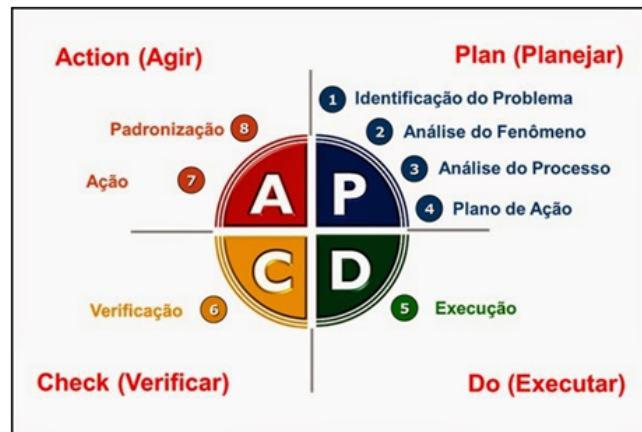 Action (Agir)
Plan (Planejar)
1 Identificação do Problema
2 Análise do Fenômeno
3 Análise do Processo
4 Plano de Ação
Padronização 8
Ação 7
A P
C D
Verificação 6
5 Execução
Check (Verificar)
Do (Executar)